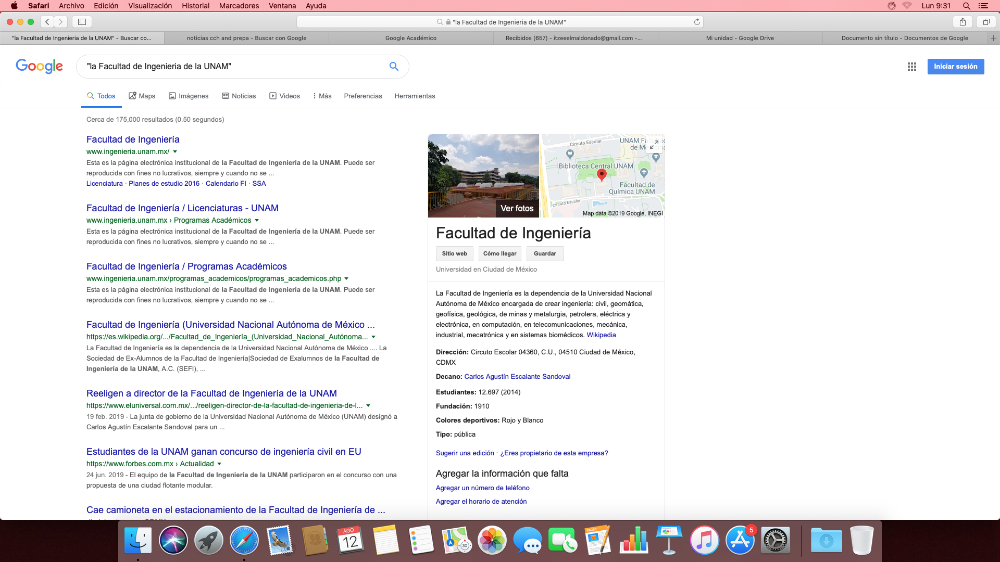 Safari Archivo Edición Visualización Historial Marcadores Ventana Ayuda
Lun 9:31
"la Facultad de Ingenieria de la UNAM"
"la Facultad de Ingenieria de la UNAM" - Buscar co...
noticias cch and prepa - Buscar con Google
Google Académico
Recibidos (657) - itzeeelmaldonado@gmail.com -...
Mi unidad - Google Drive
Documento sin título - Documentos de Google
Google
"la Facultad de Ingenieria de la UNAM"
Iniciar sesión
Todos Maps Imágenes Noticias Videos Más Preferencias Herramientas
Cerca de 175,000 resultados (0.50 segundos)
Facultad de Ingeniería
www.ingenieria.unam.mx/
Esta es la página electrónica institucional de la Facultad de Ingeniería de la UNAM. Puede ser
reproducida con fines no lucrativos, siempre y cuando no se ...
Licenciatura · Planes de estudio 2016 · Calendario FI · SSA
Facultad de Ingeniería / Licenciaturas - UNAM
www.ingenieria.unam.mx › Programas Académicos
Esta es la página electrónica institucional de la Facultad de Ingeniería de la UNAM. Puede ser
reproducida con fines no lucrativos, siempre y cuando no se ...
Facultad de Ingeniería / Programas Académicos
www.ingenieria.unam.mx/programas_academicos/programas_academicos.php
Esta es la página electrónica institucional de la Facultad de Ingeniería de la UNAM. Puede ser
reproducida con fines no lucrativos, siempre y cuando no se ...
Facultad de Ingeniería (Universidad Nacional Autónoma de México ...
https://es.wikipedia.org/.../Facultad_de_Ingeniería_(Universidad_Nacional_Autónoma...
La Facultad de Ingeniería es la dependencia de la Universidad Nacional Autónoma de México .... La
Sociedad de Ex-Alumnos de la Facultad de Ingeniería|Sociedad de Exalumnos de la Facultad de
Ingeniería de la UNAM, A.C. (SEFI), ...
Reeligen a director de la Facultad de Ingeniería de la UNAM
https://www.eluniversal.com.mx/.../reeligen-director-de-la-facultad-de-ingenieria-de-l...
19 feb. 2019 - La junta de gobierno de la Universidad Nacional Autónoma de México (UNAM) designó a
Carlos Agustín Escalante Sandoval para un ...
Estudiantes de la UNAM ganan concurso de ingeniería civil en EU
https://www.forbes.com.mx › Actualidad
24 jun. 2019 - El equipo de la Facultad de Ingeniería de la UNAM participaron en el concurso con una
propuesta de una ciudad flotante modular.
Cae camioneta en el estacionamiento de la Facultad de Ingeniería de ...
Ver fotos
Circuto Escolar
UNAM
Biblioteca Central UNAM
Facultad de
Química UNAM
Circuto Escolar
Map data ©2019 Google, INEGI
Facultad de Ingeniería
Sitio web Cómo llegar Guardar
Universidad en Ciudad de México
La Facultad de Ingeniería es la dependencia de la Universidad Nacional
Autónoma de México encargada de crear ingeniería: civil, geomática,
geofísica, geológica, de minas y metalurgia, petrolera, eléctrica y
electrónica, en computación, en telecomunicaciones, mecánica,
industrial, mecatrónica y en sistemas biomédicos. Wikipedia
Dirección: Circuto Escolar 04360, C.U., 04510 Ciudad de México,
CDMX
Decano: Carlos Agustín Escalante Sandoval
Estudiantes: 12.697 (2014)
Fundación: 1910
Colores deportivos: Rojo y Blanco
Tipo: pública
Sugerir una edición · ¿Eres propietario de esta empresa?
Agregar la información que falta
Agregar un número de teléfono
Agregar el horario de atención
AGO
12
3D
PAGES
5